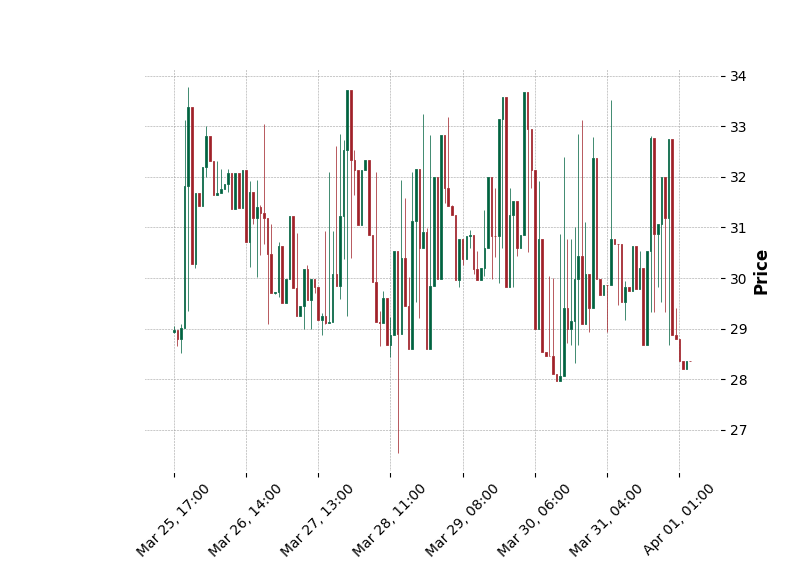 34
33
32
31
30
29
28
27
Price
Mar 25, 17:00
Mar 26, 14:00
Mar 27, 13:00
Mar 28, 11:00
Mar 29, 08:00
Mar 30, 06:00
Mar 31, 04:00
Apr 01, 01:00